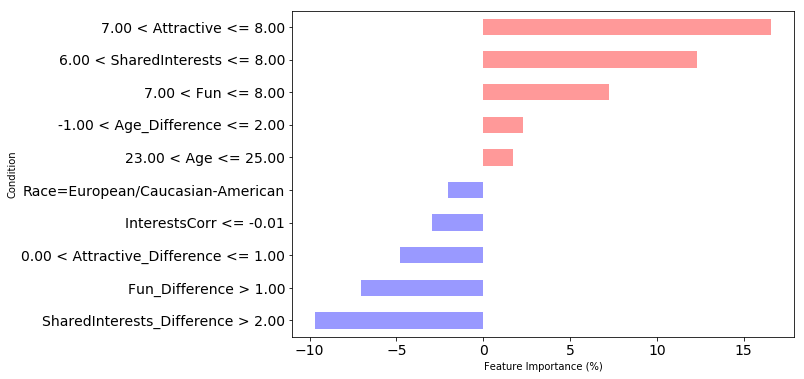 7.00 < Attractive <= 8.00
6.00 < SharedInterests <= 8.00
7.00 < Fun <= 8.00
-1.00 < Age_Difference <= 2.00
23.00 < Age <= 25.00
Condition
Race=European/Caucasian-American
InterestsCorr <= -0.01
0.00 < Attractive_Difference <= 1.00
Fun_Difference > 1.00
SharedInterests_Difference > 2.00
−10 −5 0 5 10 15
Feature Importance (%)